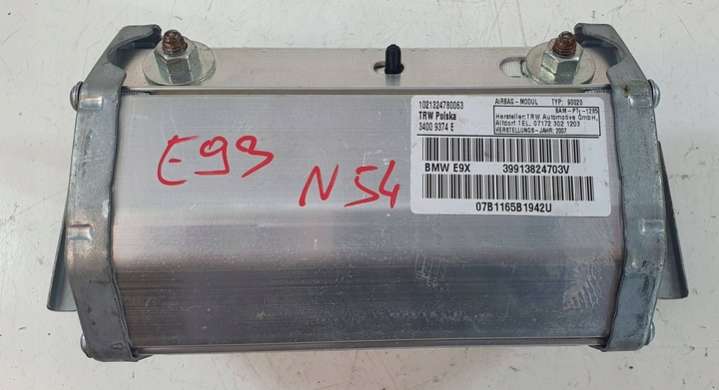 1021324780063
TRW Polska
3400 9374 E
AIRBAG-MODUL TYP: 90020
BAM-PT1-1295
Hersteller: TRW Automotive GmbH,
Alfdorf TEL. 07172 302 1203
HERSTELLUNGS-JAHR: 2007
BMW E9X 39913824703V
07B1165B1942U
E93
N54